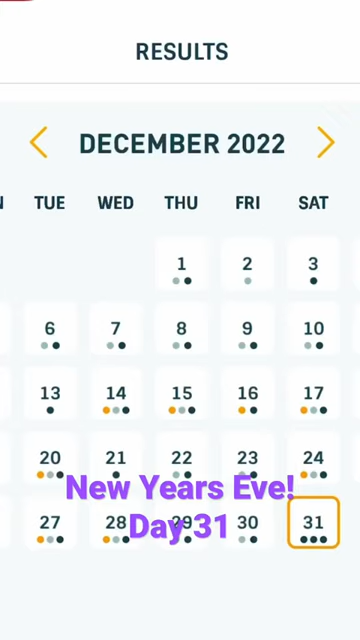 RESULTS
DECEMBER 2022
TUE WED THU FRI SAT
1 2 3
6 7 8 9 10
13 14 15 16 17
20 21 22 23 24
New Years Eve!
27 28 29 30 31
Day 31